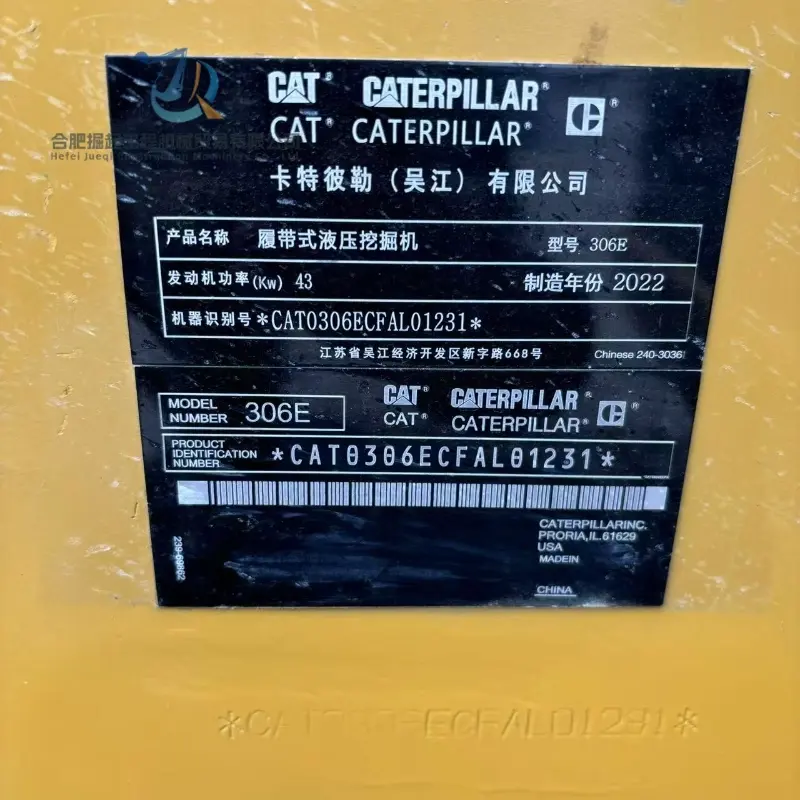 CAT® CATERPILLAR®
CAT® CATERPILLAR®
卡特彼勒（吴江）有限公司
产品名称 履带式液压挖掘机 型号 306E
发动机功率(Kw) 43 制造年份 2022
机器识别号 *CAT0306ECFAL01231*
江苏省吴江经济开发区新字路668号 Chinese 240-3036
MODEL NUMBER 306E
CAT® CATERPILLAR®
CAT® CATERPILLAR®
PRODUCT
IDENTIFICATION
NUMBER
*CAT0306ECFAL01231*
CATERPILLARINC.
PRORIA,IL.61629
USA
MADEIN
CHINA
*CAT0306ECFAL01231*